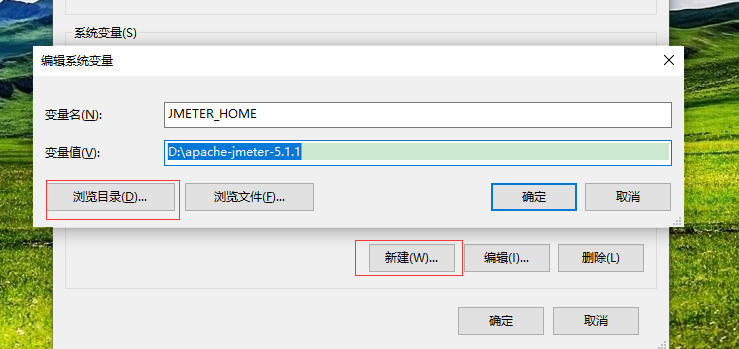 系统变量(S)
编辑系统变量
变量名(N):
JMETER_HOME
变量值(V):
D:\apache-jmeter-5.1.1
浏览目录(D)...
浏览文件(F)...
确定
取消
新建(W)...
编辑(I)...
删除(L)
确定
取消